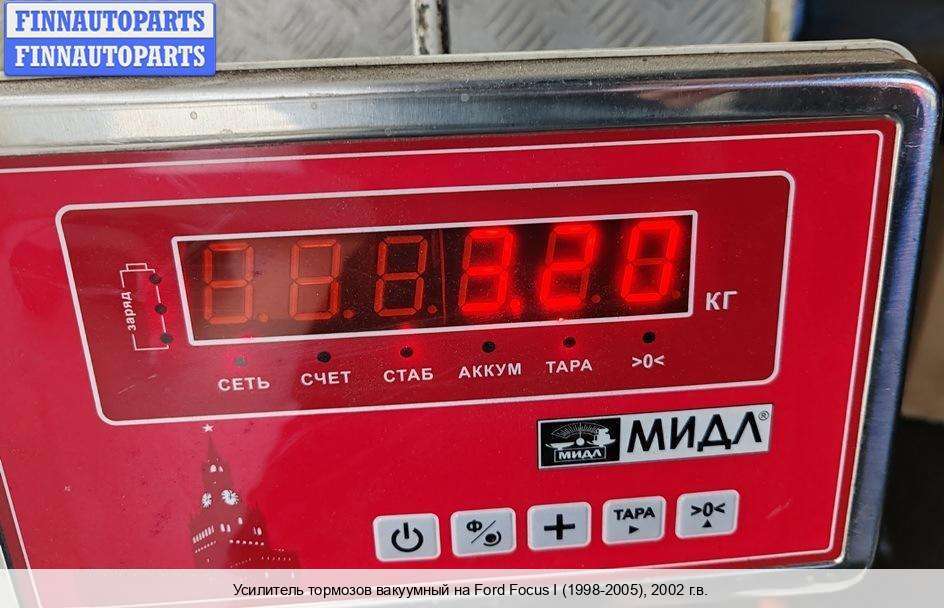 FINNAUTOPARTS
FINNAUTOPARTS
3.20
КГ
заряд
СЕТЬ СЧЕТ СТАБ АККУМ ТАРА >0<
МИДЛ МИДЛ®
Ф ТАРА >0<
Усилитель тормозов вакуумный на Ford Focus I (1998-2005), 2002 г.в.